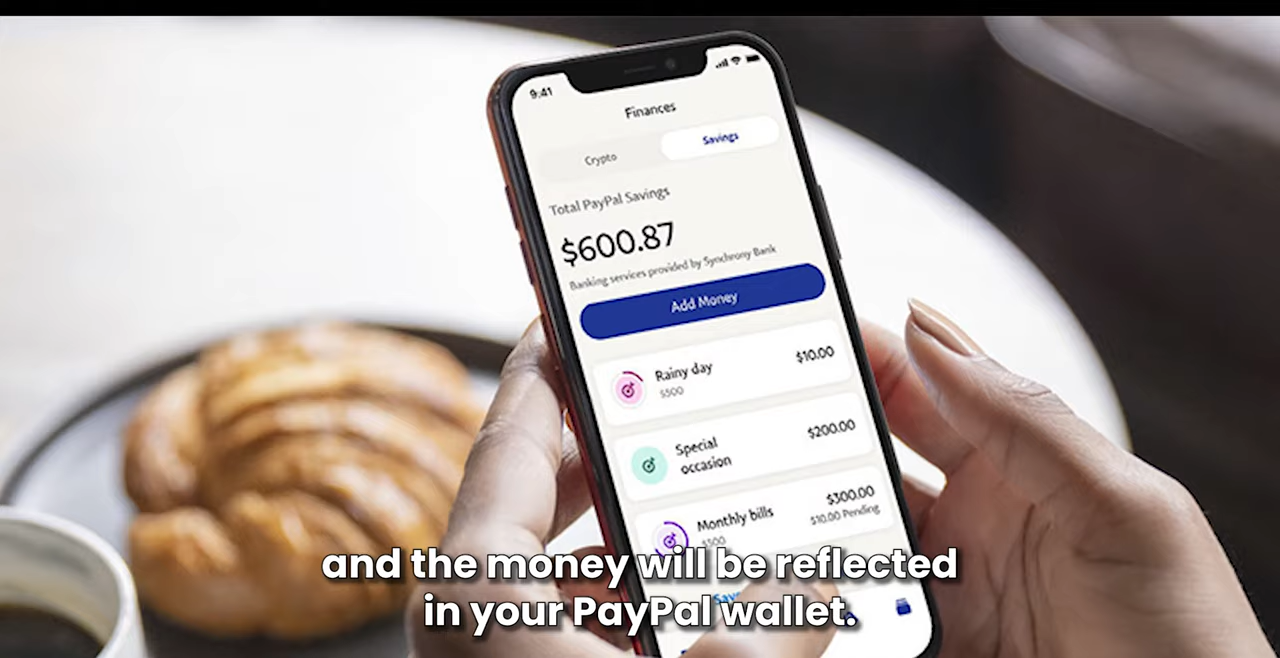 9:41
Finances
Crypto
Savings
Total PayPal Savings
$600.87
Banking services provided by Synchrony Bank
Add Money
Rainy day
$10.00
$500
Special
occasion
$200.00
Monthly bills
$300.00
$500
$10.00 Pending
and the money will be reflected
in your PayPal wallet.